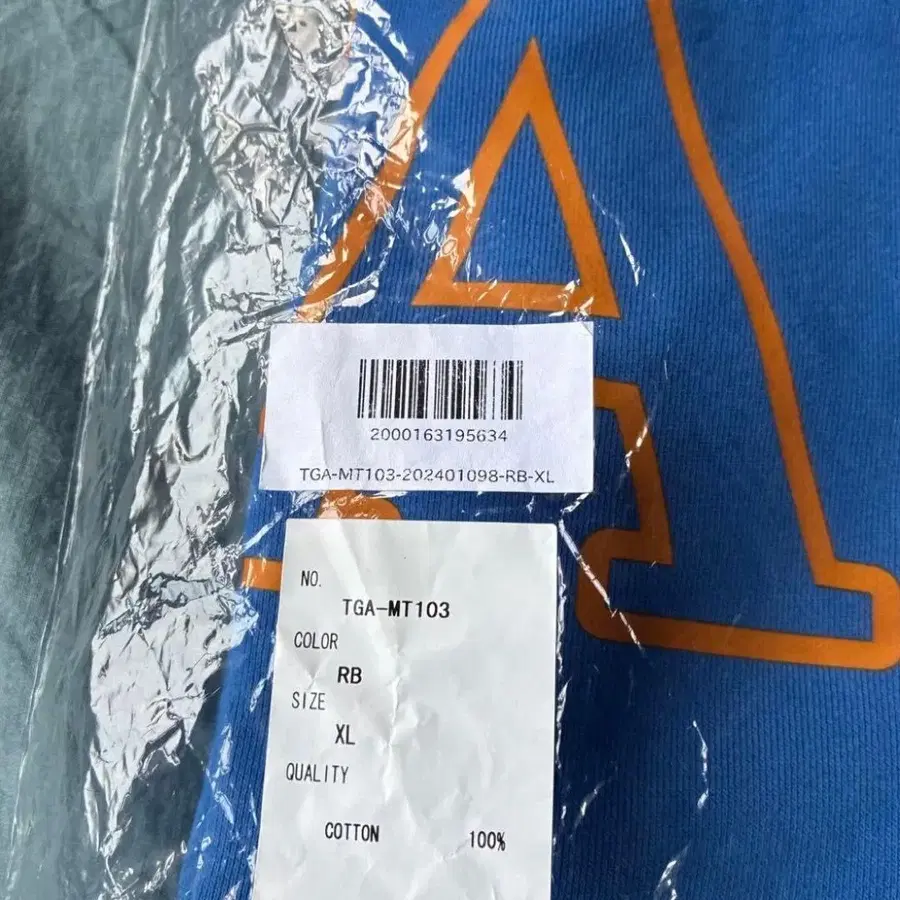 A
2000163195634
TGA-MT103-202401098-RB-XL
NO.
TGA-MT103
COLOR
RB
SIZE
XL
QUALITY
COTTON 100%